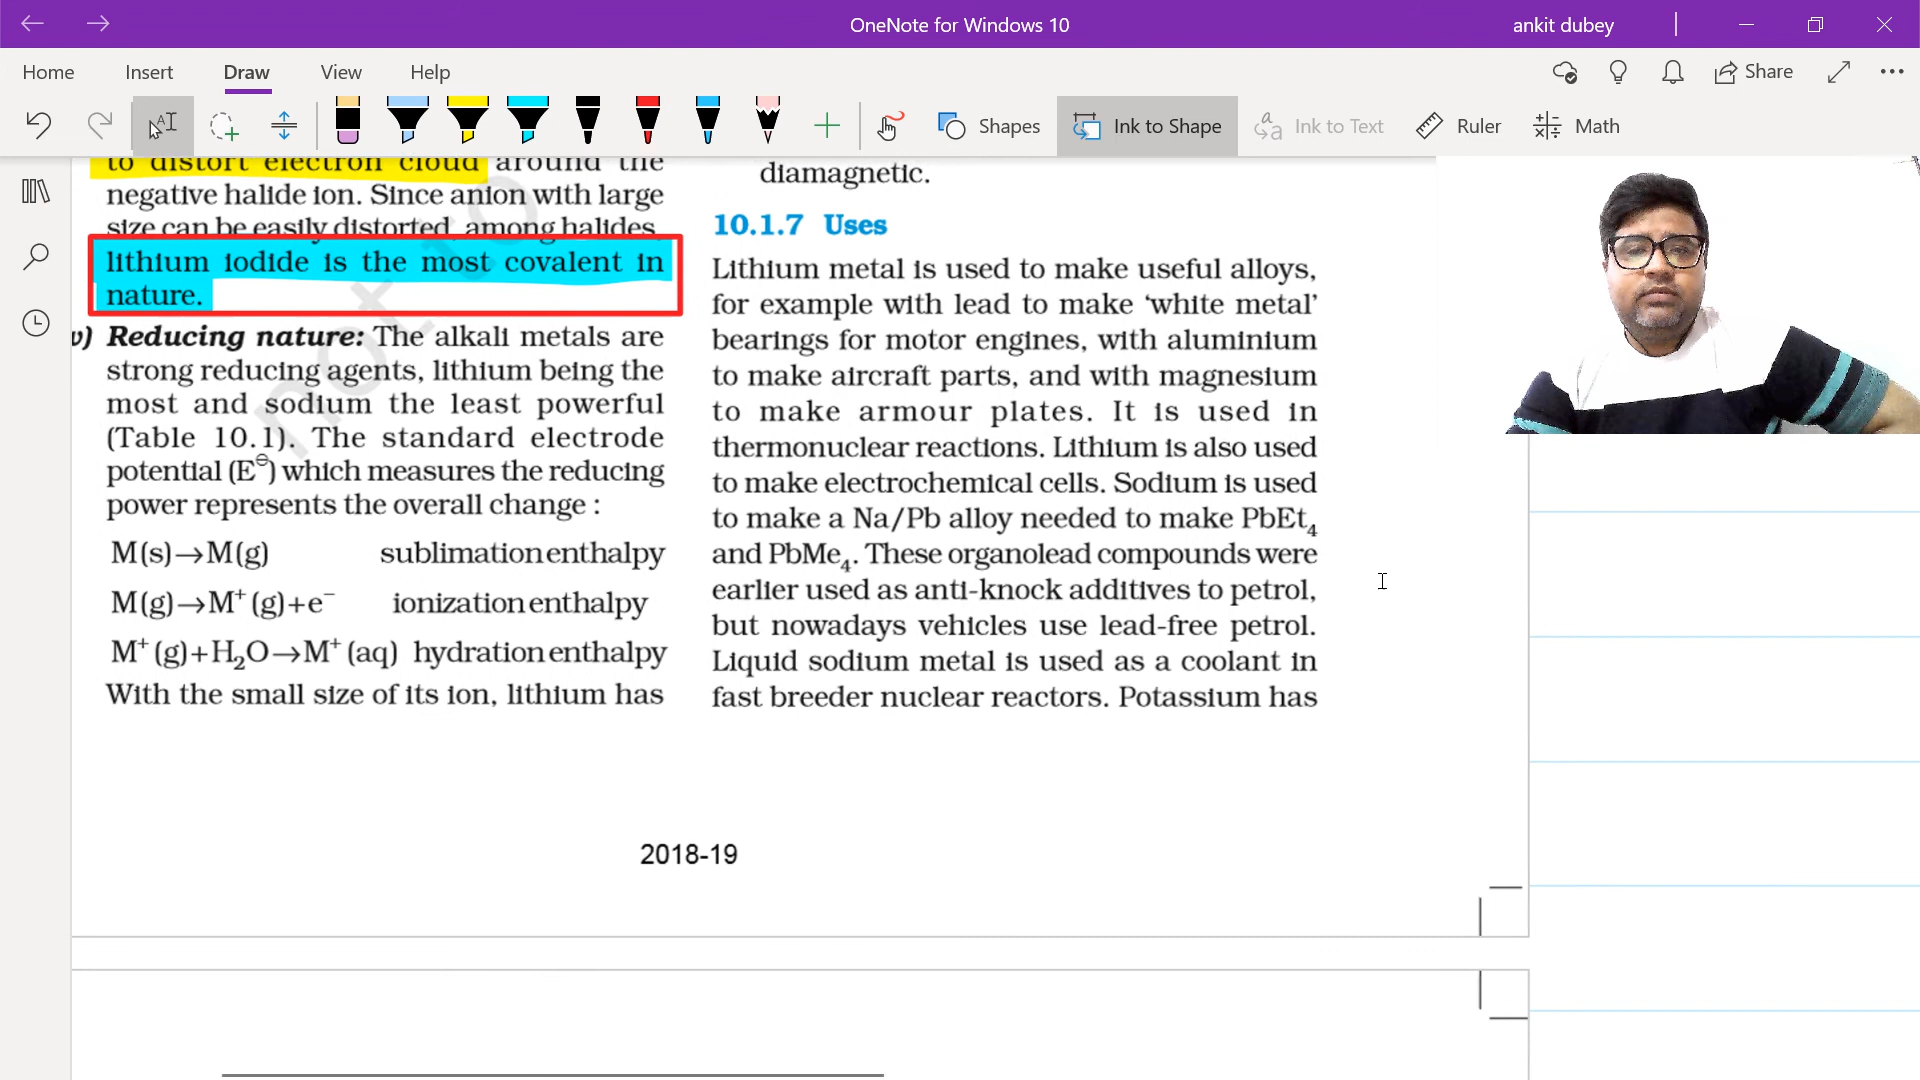 OneNote for Windows 10
ankit dubey
Home Insert Draw View Help
Share
Shapes Ink to Shape Ink to Text Ruler Math
to distort electron cloud around the
negative halide ion. Since anion with large
size can be easily distorted, among halides,
lithium iodide is the most covalent in
nature.
v) Reducing nature: The alkali metals are
strong reducing agents, lithium being the
most and sodium the least powerful
(Table 10.1). The standard electrode
potential (E⊖) which measures the reducing
power represents the overall change :
M(s)→M(g) sublimation enthalpy
M(g)→M⁺(g)+e⁻ ionization enthalpy
M⁺(g)+H₂O→M⁺(aq) hydration enthalpy
With the small size of its ion, lithium has
not to
diamagnetic.
10.1.7 Uses
Lithium metal is used to make useful alloys,
for example with lead to make ‘white metal’
bearings for motor engines, with aluminium
to make aircraft parts, and with magnesium
to make armour plates. It is used in
thermonuclear reactions. Lithium is also used
to make electrochemical cells. Sodium is used
to make a Na/Pb alloy needed to make PbEt₄
and PbMe₄. These organolead compounds were
earlier used as anti-knock additives to petrol,
but nowadays vehicles use lead-free petrol.
Liquid sodium metal is used as a coolant in
fast breeder nuclear reactors. Potassium has
2018-19